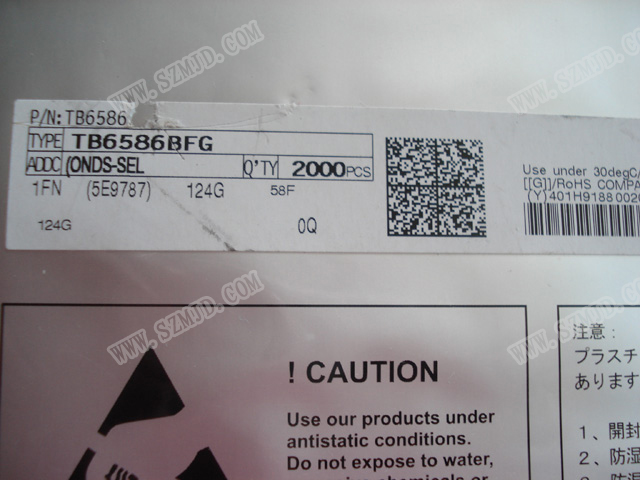 WWW.SZMJD.COM
WWW.SZMJD.COM
P/N:TB6586
TYPE TB6586BFG
ADDC (ONDS-SEL Q'TY 2000PCS
1FN (5E9787) 124G 58F
124G 0Q
Use under 30degC/
[[G]]/RoHS COMPA
(Y)401H9188002
WWW.SZMJD.COM
WWW.SZMJD.COM
WWW.SZMJD.COM
! CAUTION
Use our products under
antistatic conditions.
Do not expose to water,
注意：
プラスチ
あります
1、開封
2、防湿